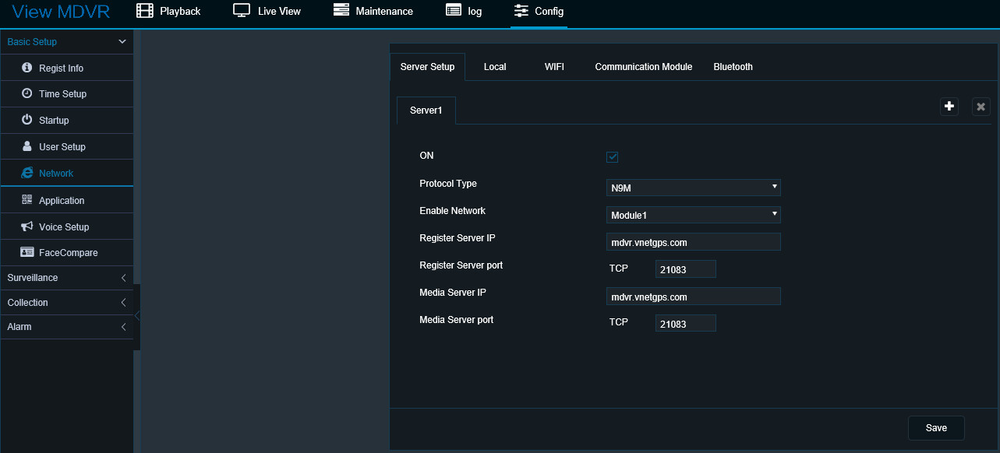 View MDVR
Playback
Live View
Maintenance
log
Config
Basic Setup
Regist Info
Time Setup
Startup
User Setup
Network
Application
Voice Setup
FaceCompare
Surveillance
Collection
Alarm
Server Setup
Local
WIFI
Communication Module
Bluetooth
Server1
ON
Protocol Type
N9M
Enable Network
Module1
Register Server IP
mdvr.vnetgps.com
Register Server port
TCP
21083
Media Server IP
mdvr.vnetgps.com
Media Server port
TCP
21083
Save